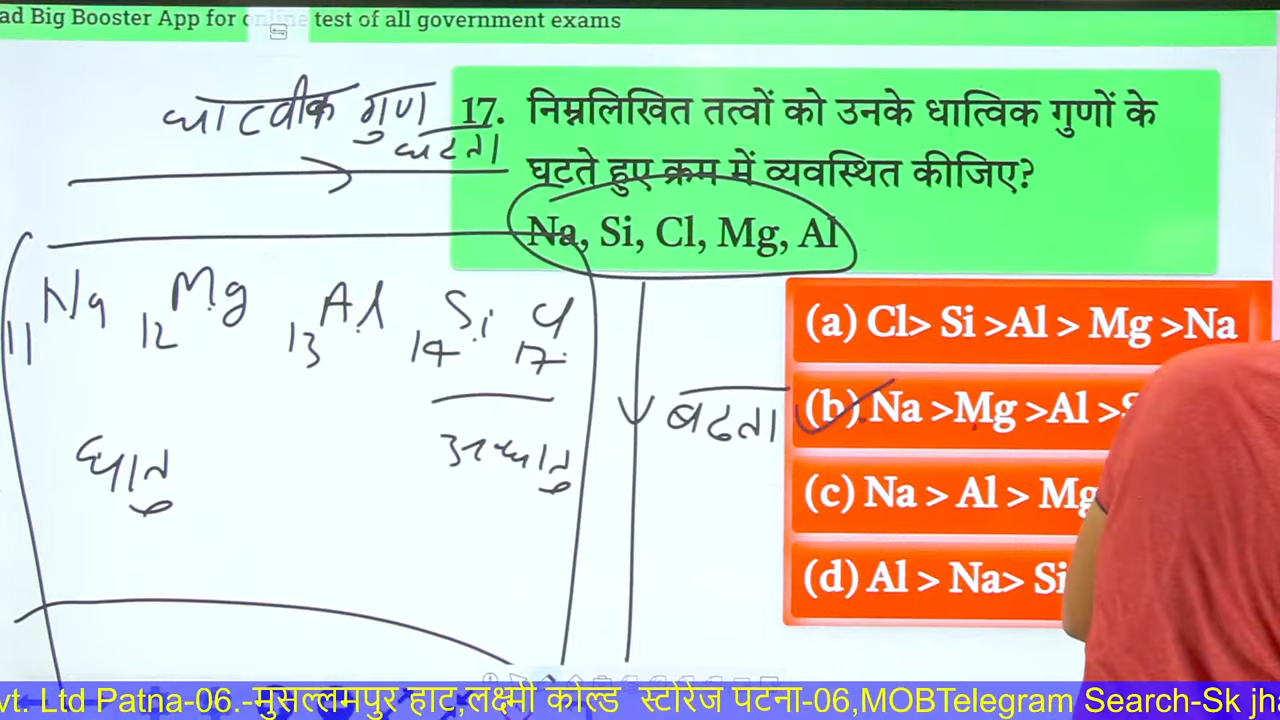 ad Big Booster App for online test of all government exams
धाटवीक गुण
घटता
17. निम्नलिखित तत्वों को उनके धात्विक गुणों के
घटते हुए क्रम में व्यवस्थित कीजिए?
Na, Si, Cl, Mg, Al
Na Mg Al Si Cl
11 12 13 14 17
धातु
अधातु
बढता
(a) Cl> Si >Al > Mg >Na
(b) Na >Mg >Al >
(c) Na > Al > Mg
(d) Al > Na> Si
vt. Ltd Patna-06.-मुसल्लमपुर हाट,लक्ष्मी कोल्ड स्टोरेज पटना-06,MOBTelegram Search-Sk jha